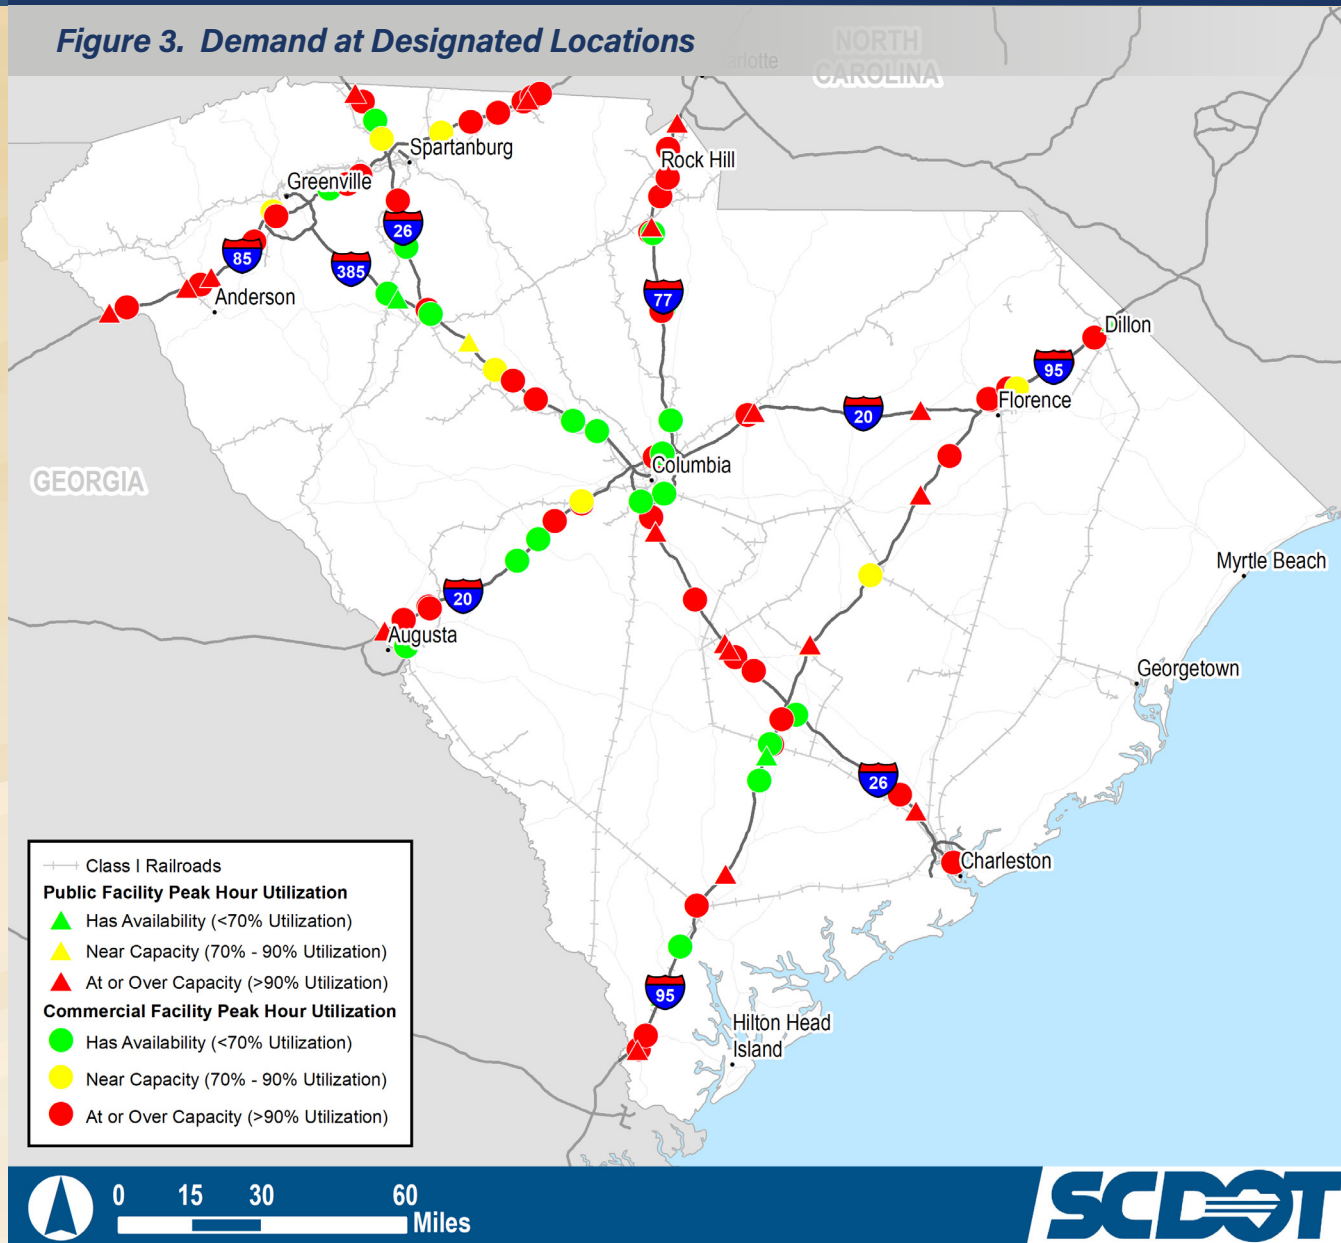 Figure 3. Demand at Designated Locations
NORTH
CAROLINA
arlotte
Spartanburg
Rock Hill
Greenville
26
85
385
Anderson
77
Dillon
95
Florence
20
GEORGIA
Columbia
Myrtle Beach
20
Augusta
Georgetown
26
Charleston
95
Hilton Head
Island
Class I Railroads
Public Facility Peak Hour Utilization
Has Availability (<70% Utilization)
Near Capacity (70% - 90% Utilization)
At or Over Capacity (>90% Utilization)
Commercial Facility Peak Hour Utilization
Has Availability (<70% Utilization)
Near Capacity (70% - 90% Utilization)
At or Over Capacity (>90% Utilization)
0 15 30 60
Miles
SCDOT